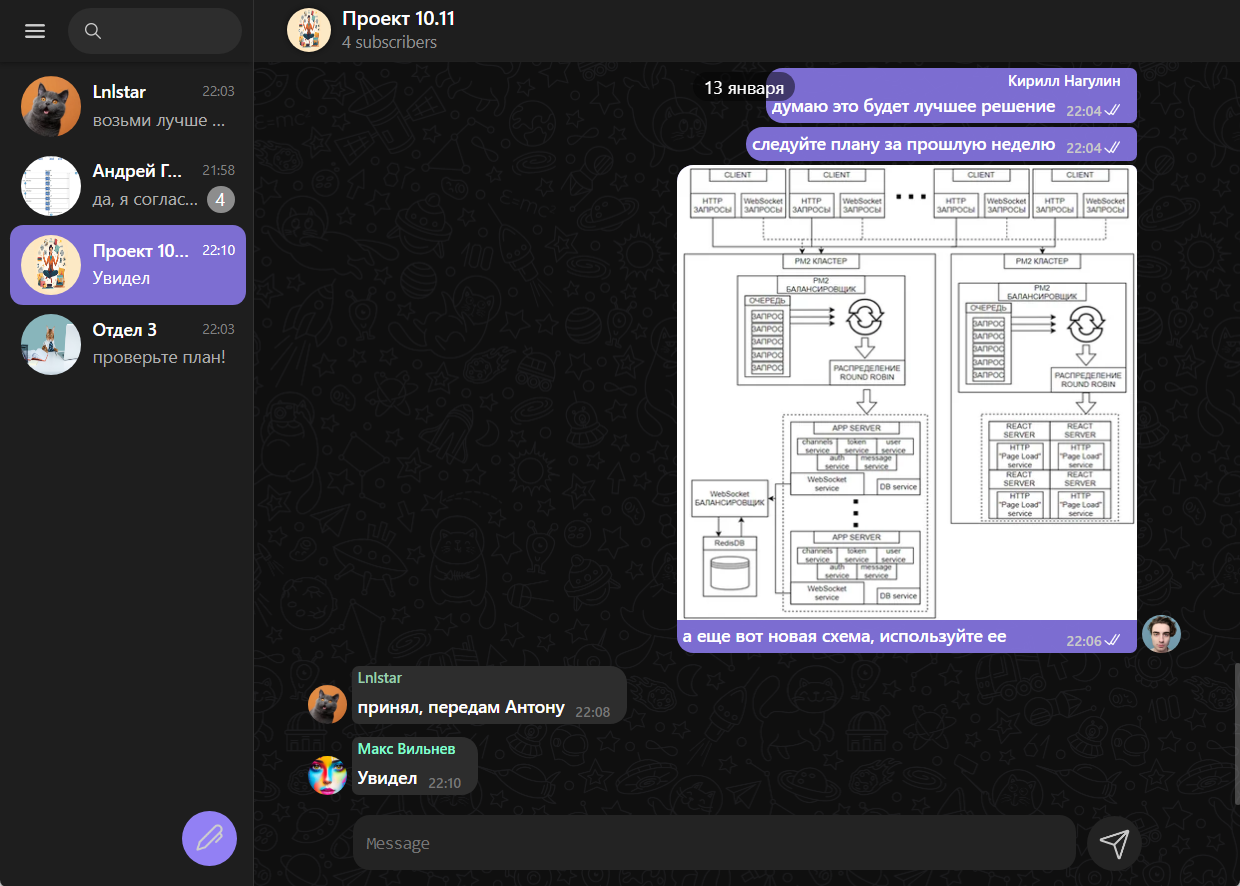 Проект 10.11
4 subscribers
Lnlstar 22:03
возьми лучше ...
Андрей Г... 21:58
да, я соглас... 4
Проект 10... 22:10
Увидел
Отдел 3 22:03
проверьте план!
13 января
Кирилл Нагулин
думаю это будет лучшее решение 22:04
следуйте плану за прошлую неделю 22:04
CLIENT CLIENT CLIENT CLIENT
HTTP WebSocket HTTP WebSocket HTTP WebSocket HTTP WebSocket
ЗАПРОСЫ ЗАПРОСЫ ЗАПРОСЫ ЗАПРОСЫ ЗАПРОСЫ ЗАПРОСЫ ЗАПРОСЫ ЗАПРОСЫ
PM2 КЛАСТЕР
PM2
БАЛАНСИРОВЩИК
ОЧЕРЕДЬ
ЗАПРОС
ЗАПРОС
ЗАПРОС
ЗАПРОС
ЗАПРОС
РАСПРЕДЕЛЕНИЕ
ROUND ROBIN
APP SERVER
channels token user
service service service
auth message
service service
WebSocket
service
DB service
WebSocket
БАЛАНСИРОВЩИК
RedisDB
APP SERVER
channels token user
service service service
auth message
service service
WebSocket
service
DB service
PM2 КЛАСТЕР
PM2
БАЛАНСИРОВЩИК
ОЧЕРЕДЬ
ЗАПРОС
ЗАПРОС
ЗАПРОС
ЗАПРОС
ЗАПРОС
РАСПРЕДЕЛЕНИЕ
ROUND ROBIN
REACT REACT
SERVER SERVER
HTTP HTTP
"Page Load" "Page Load"
service service
REACT REACT
SERVER SERVER
HTTP HTTP
"Page Load" "Page Load"
service service
а еще вот новая схема, используйте ее 22:06
Lnlstar
принял, передам Антону 22:08
Макс Вильнев
Увидел 22:10
Message